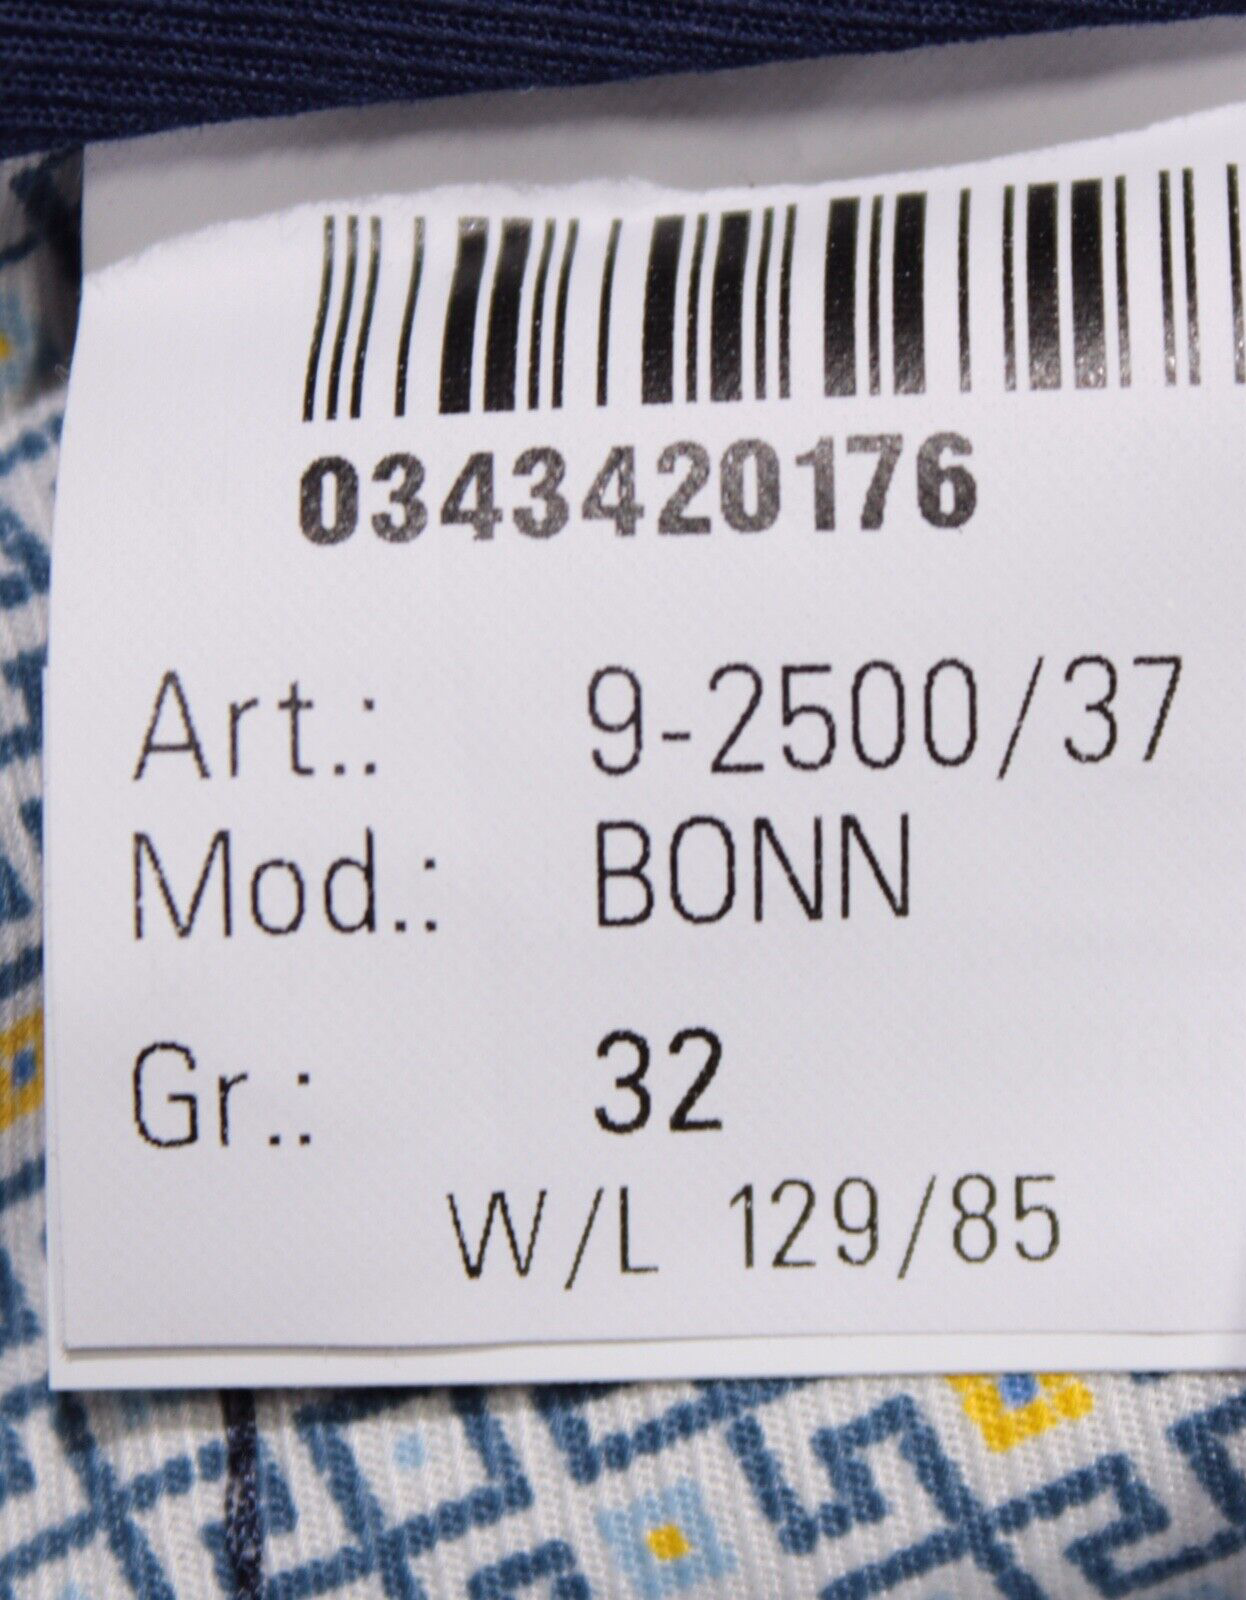 0343420176
Art.: 9-2500/37
Mod.: BONN
Gr.: 32
W/L 129/85